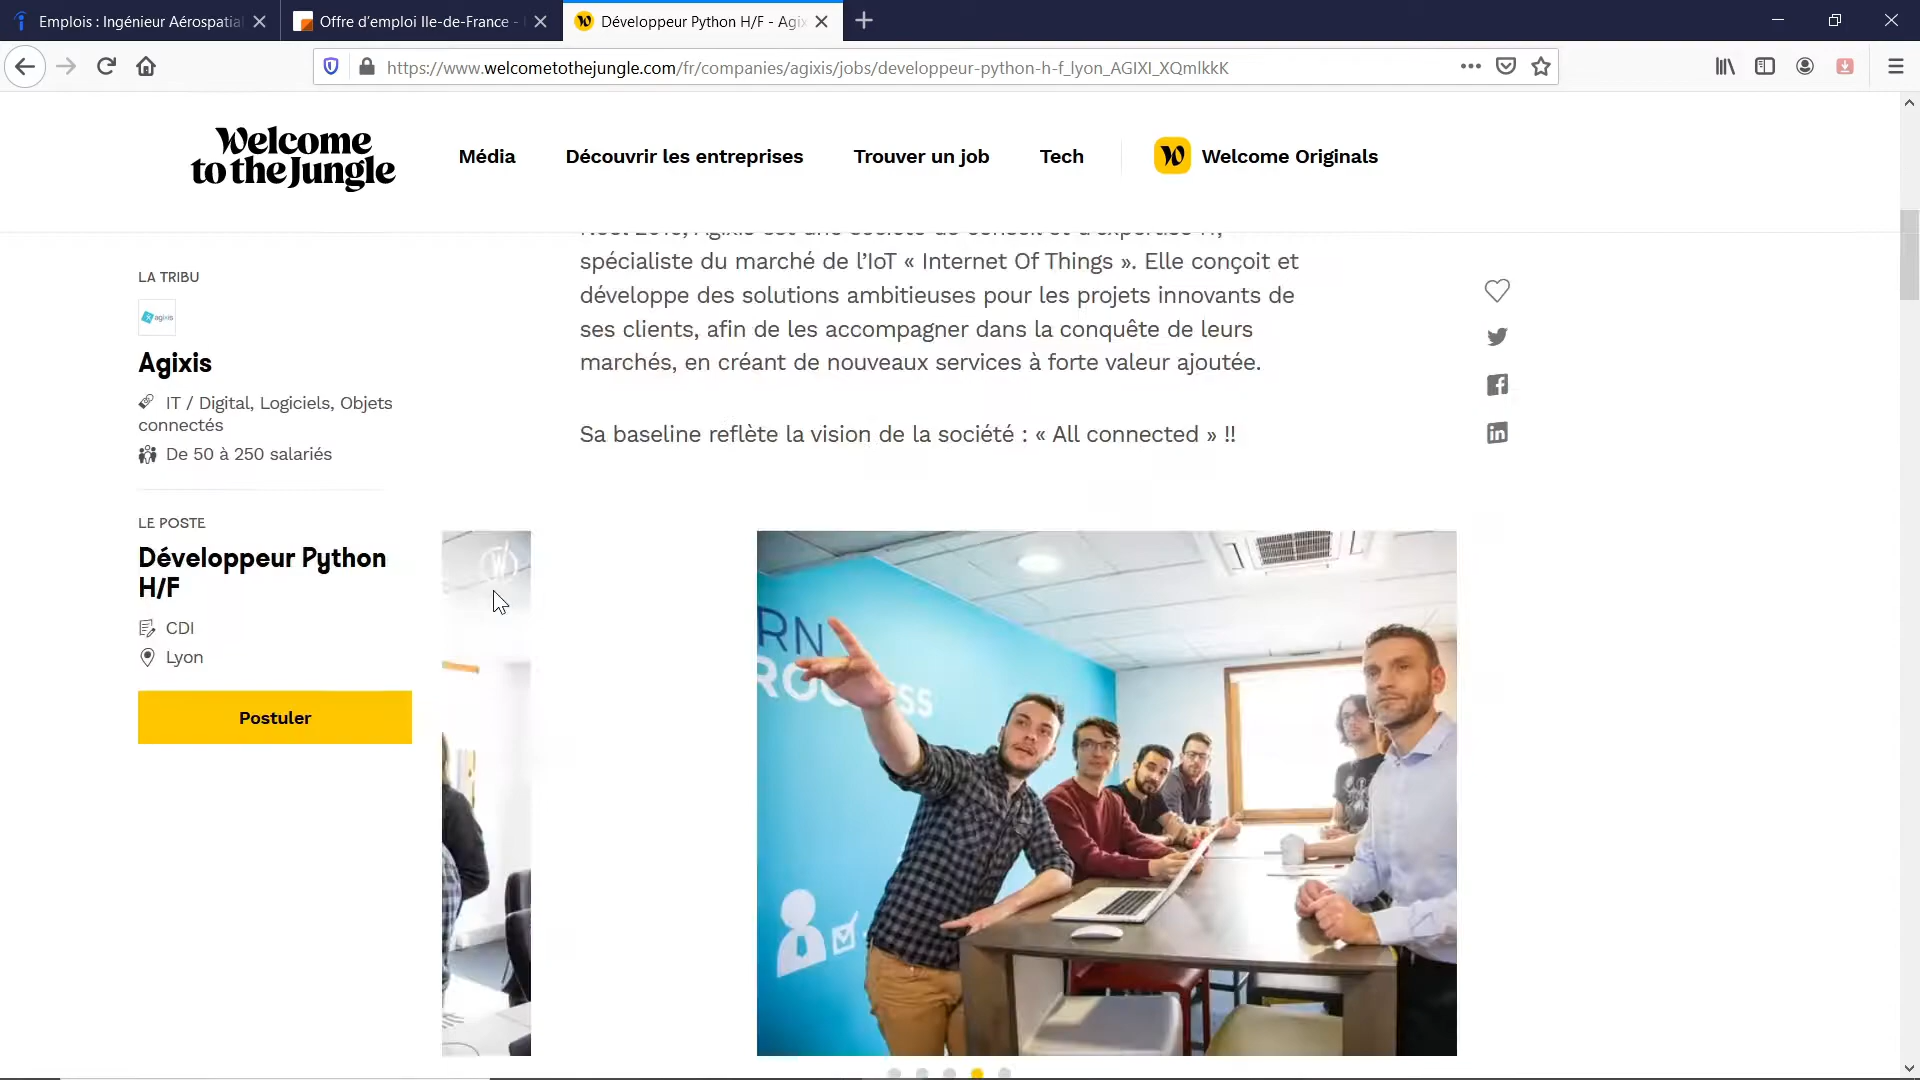 Emplois : Ingénieur Aérospatial
Offre d'emploi Ile-de-France -
Développeur Python H/F - Agix
https://www.welcometothejungle.com/fr/companies/agixis/jobs/developpeur-python-h-f_lyon_AGIXI_XQmlkkK
Welcome
to the Jungle
Média
Découvrir les entreprises
Trouver un job
Tech
W
Welcome Originals
LA TRIBU
agixis
Agixis
IT / Digital, Logiciels, Objets
connectés
De 50 à 250 salariés
LE POSTE
Développeur Python
H/F
CDI
Lyon
Postuler
spécialiste du marché de l'IoT « Internet Of Things ». Elle conçoit et
développe des solutions ambitieuses pour les projets innovants de
ses clients, afin de les accompagner dans la conquête de leurs
marchés, en créant de nouveaux services à forte valeur ajoutée.
Sa baseline reflète la vision de la société : « All connected » !!